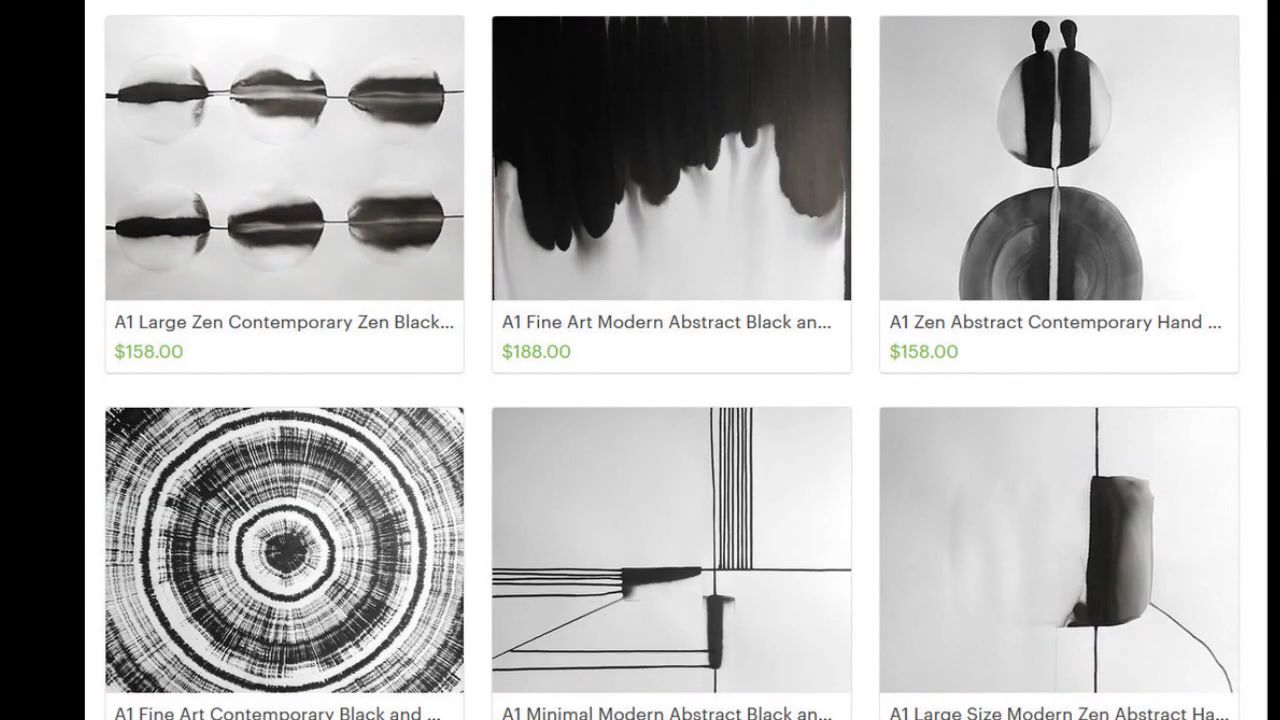 A1 Large Zen Contemporary Zen Black...
A1 Fine Art Modern Abstract Black an...
A1 Zen Abstract Contemporary Hand ...
$158.00
$188.00
$158.00
A1 Fine Art Contemporary Black and ...
A1 Minimal Modern Abstract Black an...
A1 Large Size Modern Zen Abstract Ha...